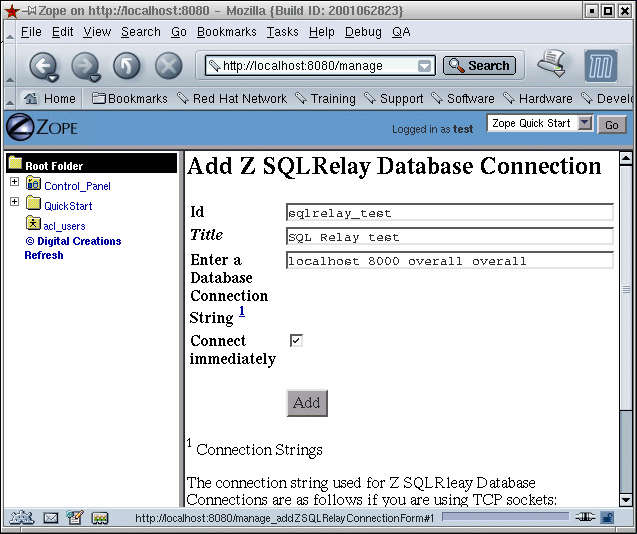 Zope on http://localhost:8080 - Mozilla {Build ID: 2001062823}
File Edit View Search Go Bookmarks Tasks Help Debug QA
http://localhost:8080/manage Search
Home Bookmarks Red Hat Network Training Support Software Hardware Develo
ZOPE Logged in as test Zope Quick Start Go
Root Folder
Control_Panel
QuickStart
acl_users
© Digital Creations
Refresh
Add Z SQLRelay Database Connection
Id sqlrelay_test
Title SQL Relay test
Enter a localhost 8000 overall overall
Database
Connection
String 1
Connect
immediately
Add
1 Connection Strings
The connection string used for Z SQLRleay Database
Connections are as follows if you are using TCP sockets:
http://localhost:8080/manage_addZSQLRelayConnectionForm#1